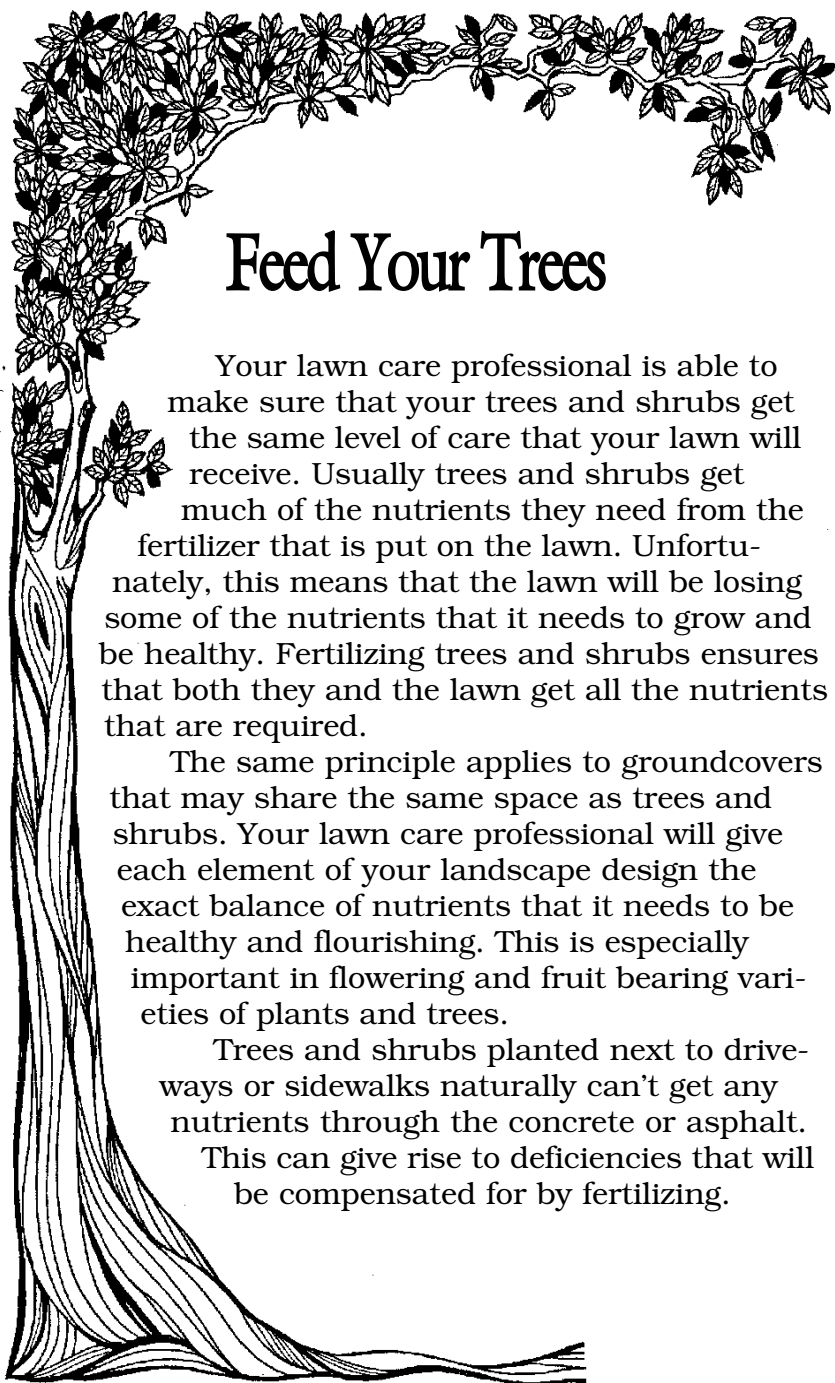 Feed Your Trees
Your lawn care professional is able to
make sure that your trees and shrubs get
the same level of care that your lawn will
receive. Usually trees and shrubs get
much of the nutrients they need from the
fertilizer that is put on the lawn. Unfortu-
nately, this means that the lawn will be losing
some of the nutrients that it needs to grow and
be healthy. Fertilizing trees and shrubs ensures
that both they and the lawn get all the nutrients
that are required.
The same principle applies to groundcovers
that may share the same space as trees and
shrubs. Your lawn care professional will give
each element of your landscape design the
exact balance of nutrients that it needs to be
healthy and flourishing. This is especially
important in flowering and fruit bearing vari-
eties of plants and trees.
Trees and shrubs planted next to drive-
ways or sidewalks naturally can't get any
nutrients through the concrete or asphalt.
This can give rise to deficiencies that will
be compensated for by fertilizing.